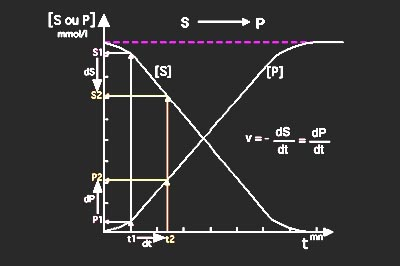 S → P
[S ou P]
mmol/l
S1
dS
S2
[S]
[P]
v = - dS/dt = dP/dt
P2
dP
P1
t1
dt
t2
t mn